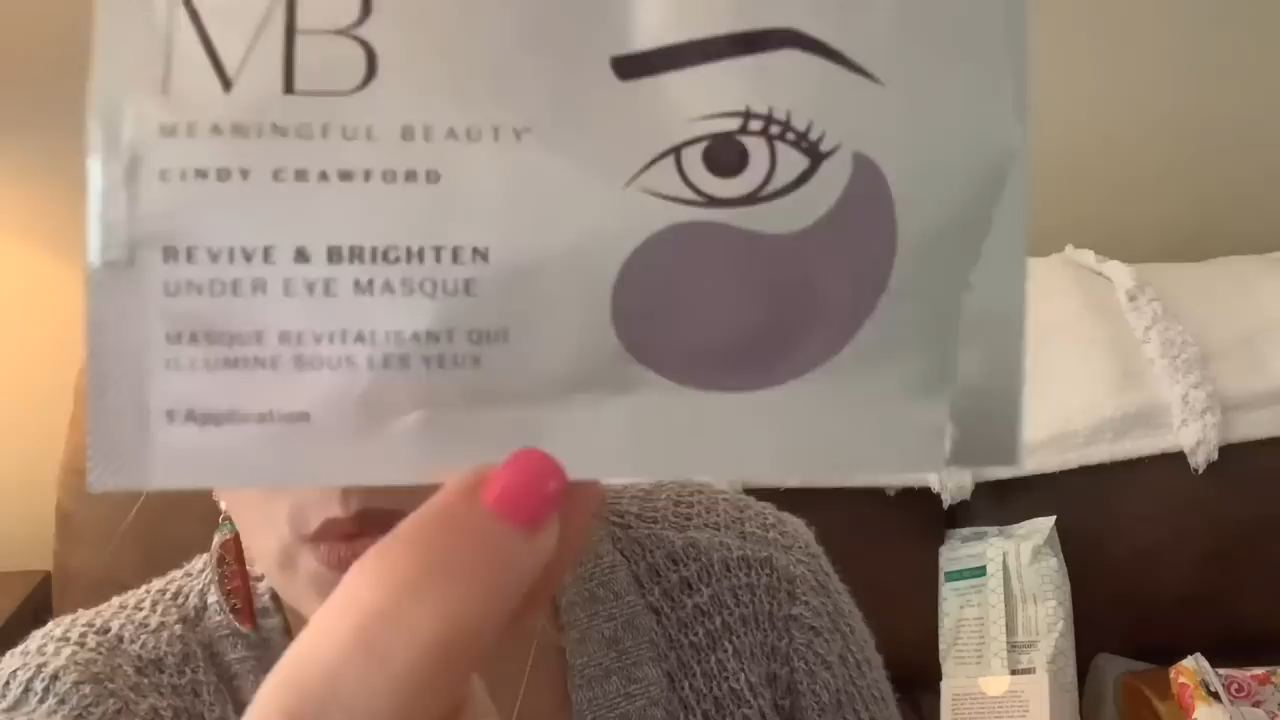 MB
MEANINGFUL BEAUTY®
CINDY CRAWFORD
REVIVE & BRIGHTEN
UNDER EYE MASQUE
MASQUE REVITALISANT QUI
ILLUMINE SOUS LES YEUX
1 Application